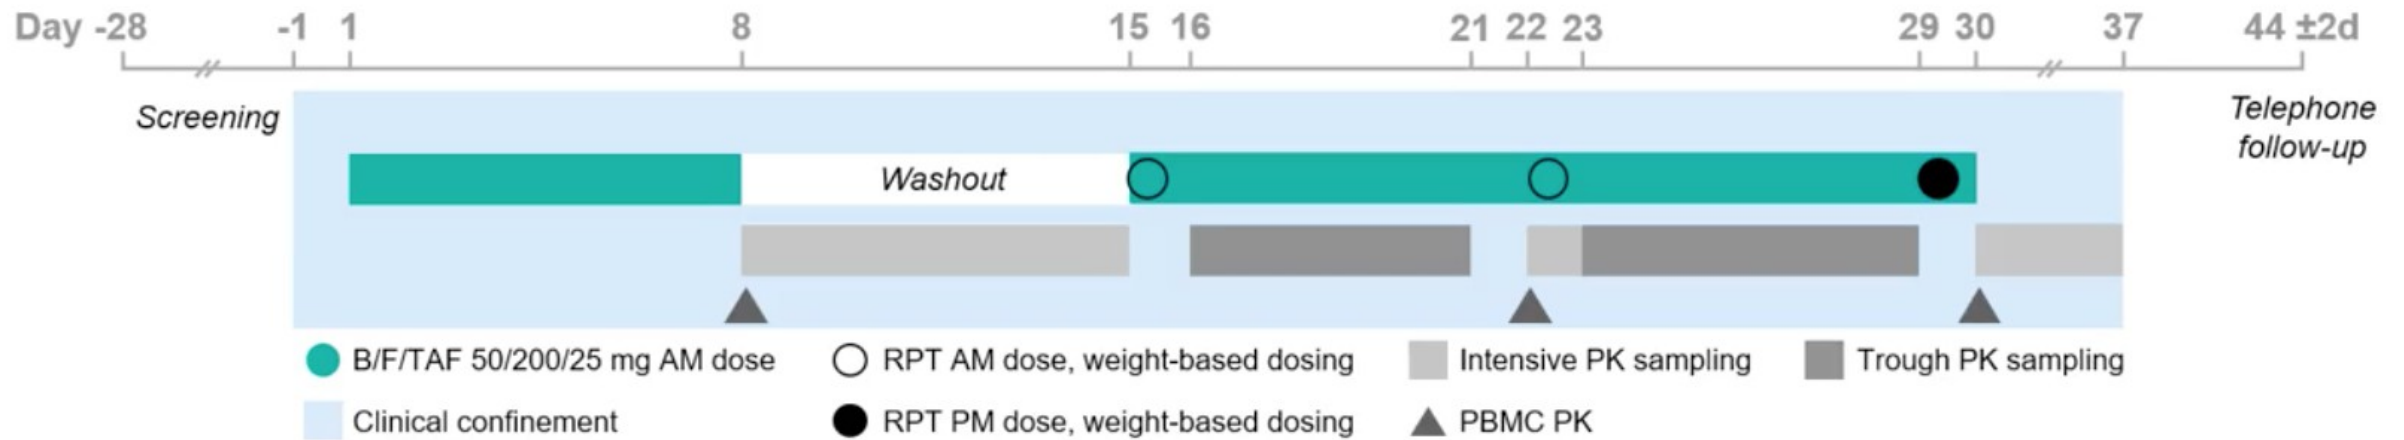 Day -28 -1 1 8 15 16 21 22 23 29 30 37 44 ±2d
Screening
Telephone
follow-up
Washout
B/F/TAF 50/200/25 mg AM dose
RPT AM dose, weight-based dosing
Intensive PK sampling
Trough PK sampling
Clinical confinement
RPT PM dose, weight-based dosing
PBMC PK